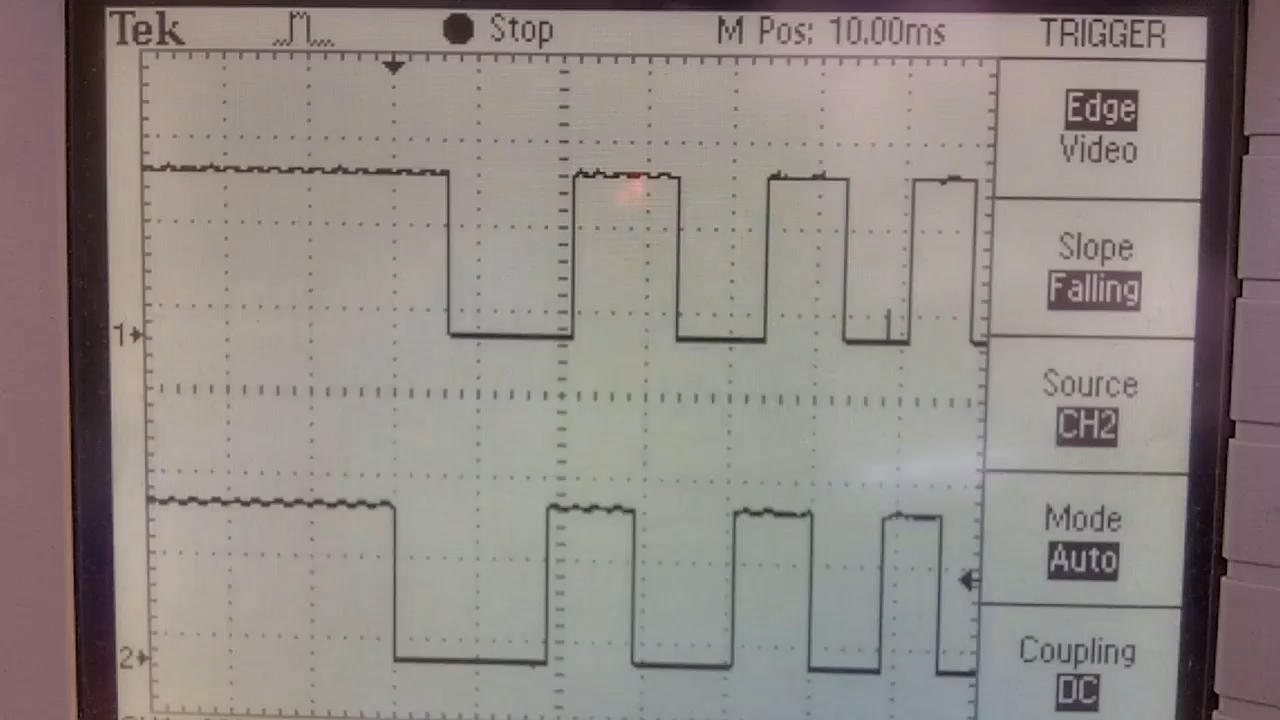 Tek Stop M Pos: 10.00ms TRIGGER
Edge
Video
Slope
Falling
Source
CH2
Mode
Auto
Coupling
DC
1
2